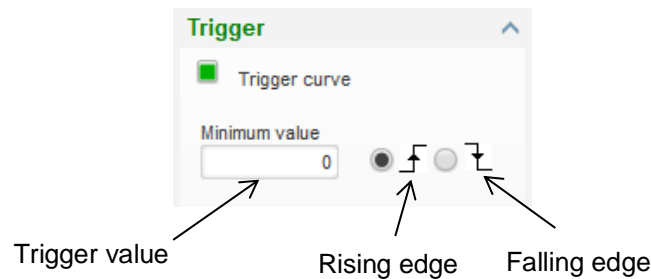 Trigger
Trigger curve
Minimum value
0
Trigger value
Rising edge
Falling edge